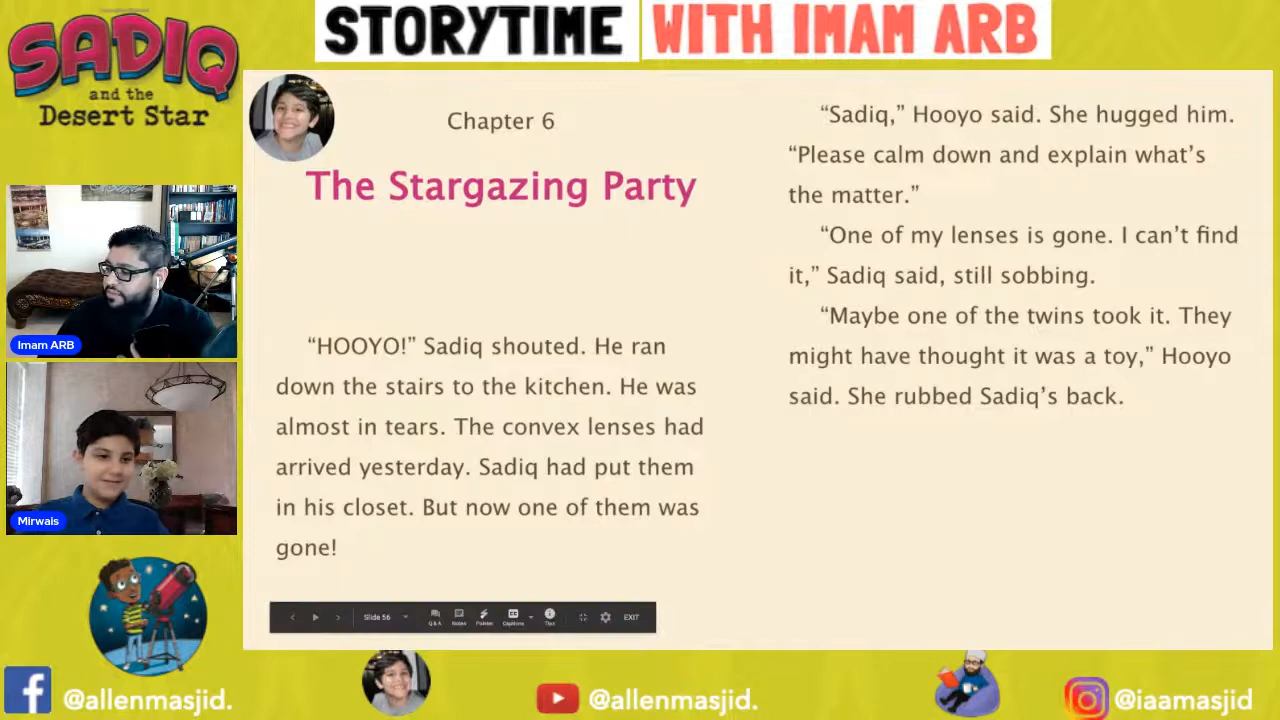 SADIQ
and the
Desert Star
STORYTIME WITH IMAM ARB
Imam ARB
Mirwais
Chapter 6
The Stargazing Party
“HOOYO!” Sadiq shouted. He ran
down the stairs to the kitchen. He was
almost in tears. The convex lenses had
arrived yesterday. Sadiq had put them
in his closet. But now one of them was
gone!
“Sadiq,” Hooyo said. She hugged him.
“Please calm down and explain what’s
the matter.”
“One of my lenses is gone. I can’t find
it,” Sadiq said, still sobbing.
“Maybe one of the twins took it. They
might have thought it was a toy,” Hooyo
said. She rubbed Sadiq’s back.
Slide 56
Q & A
Notes
Pointer
Captions
Tips
EXIT
@allenmasjid.
@allenmasjid.
@iaamasjid